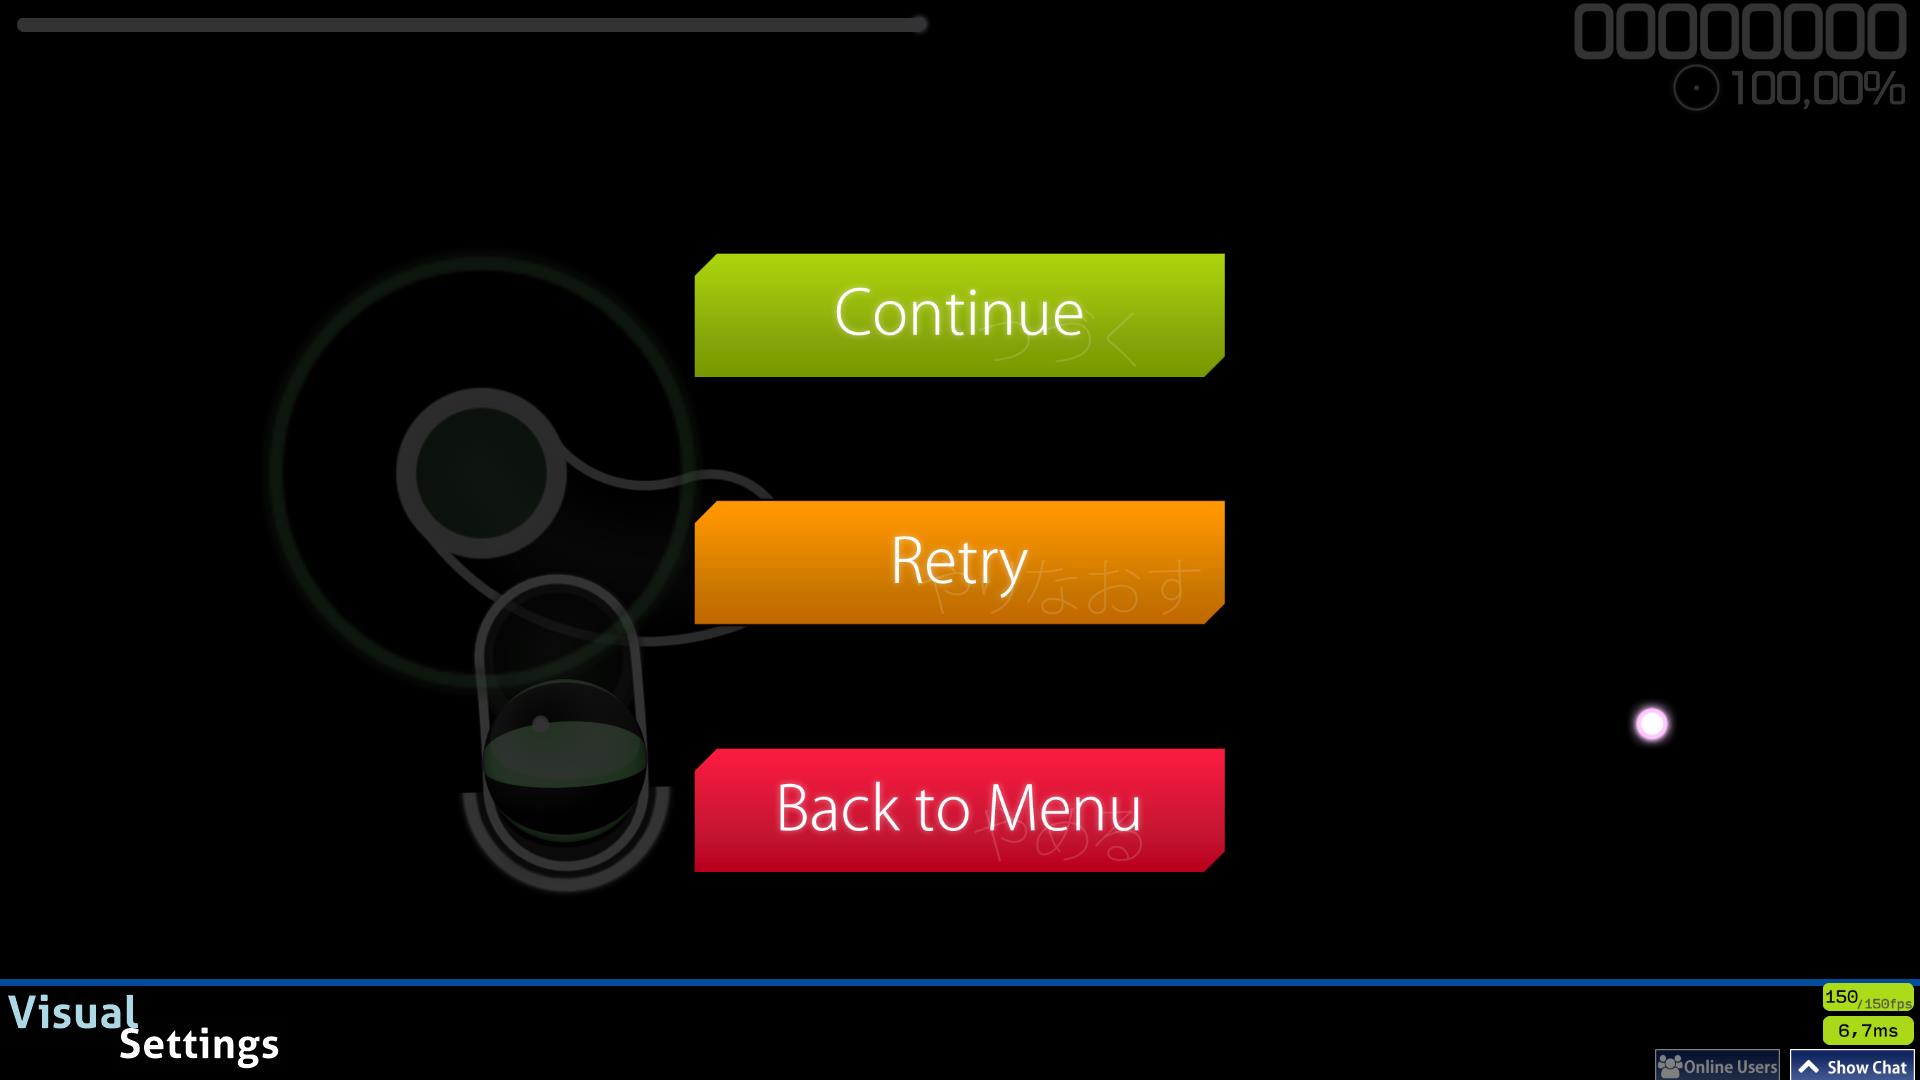 00000000
100,00%
Continue
つづく
Retry
やりなおす
Back to Menu
やめる
Visual
Settings
150/150fps
6,7ms
Online Users
Show Chat